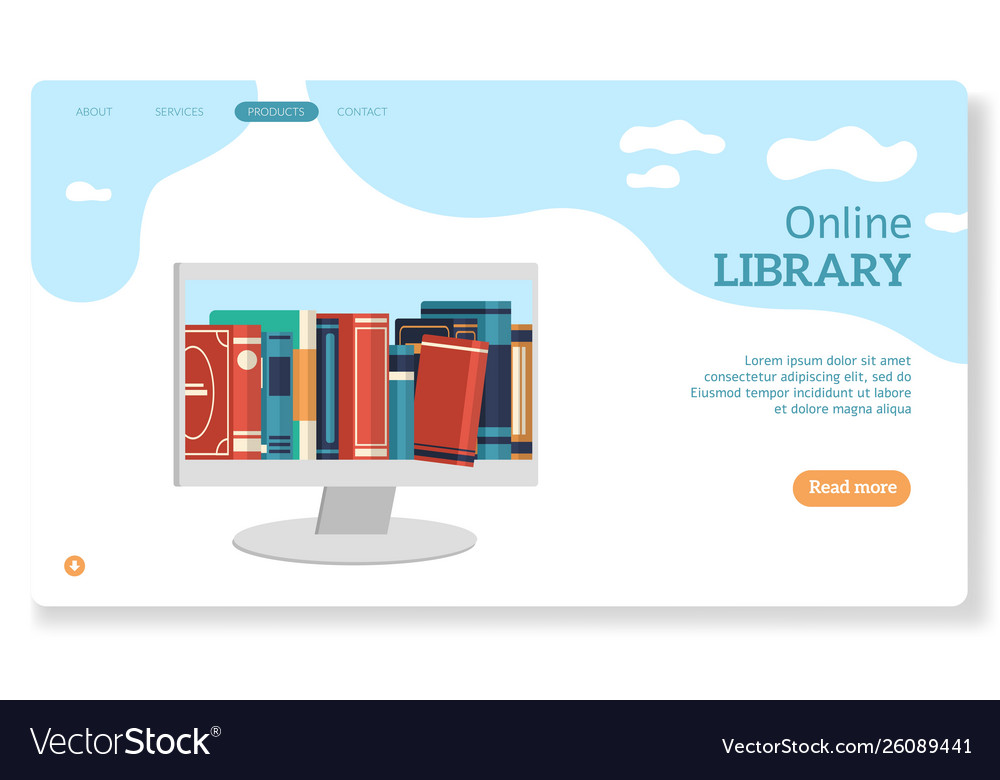 ABOUT SERVICES PRODUCTS CONTACT
Online
LIBRARY
Lorem ipsum dolor sit amet
consectetur adipiscing elit, sed do
Eiusmod tempor incididunt ut labore
et dolore magna aliqua
Read more
VectorStock®
VectorStock.com/26089441